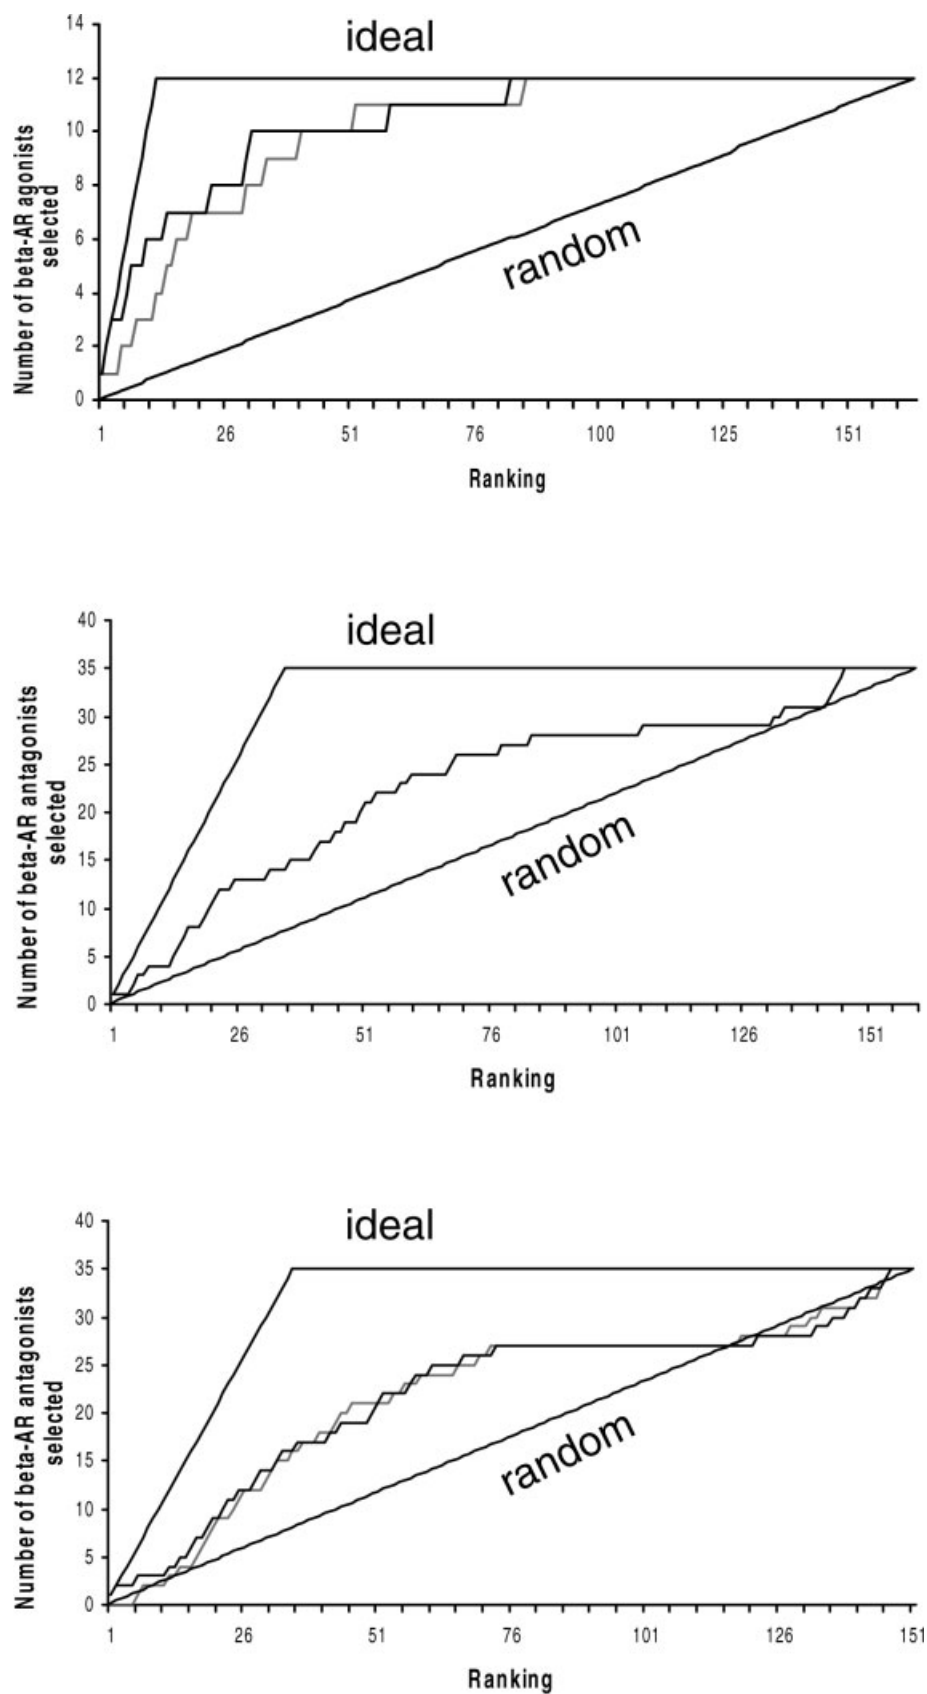 14
ideal
12
10
8
6
4
2
0
Number of beta-AR agonists
selected
random
1 26 51 76 100 125 151
Ranking
40
ideal
35
30
25
20
15
10
5
0
Number of beta-AR antagonists
selected
random
1 26 51 76 101 126 151
Ranking
40
ideal
35
30
25
20
15
10
5
0
Number of beta-AR antagonists
selected
random
1 26 51 76 101 126 151
Ranking